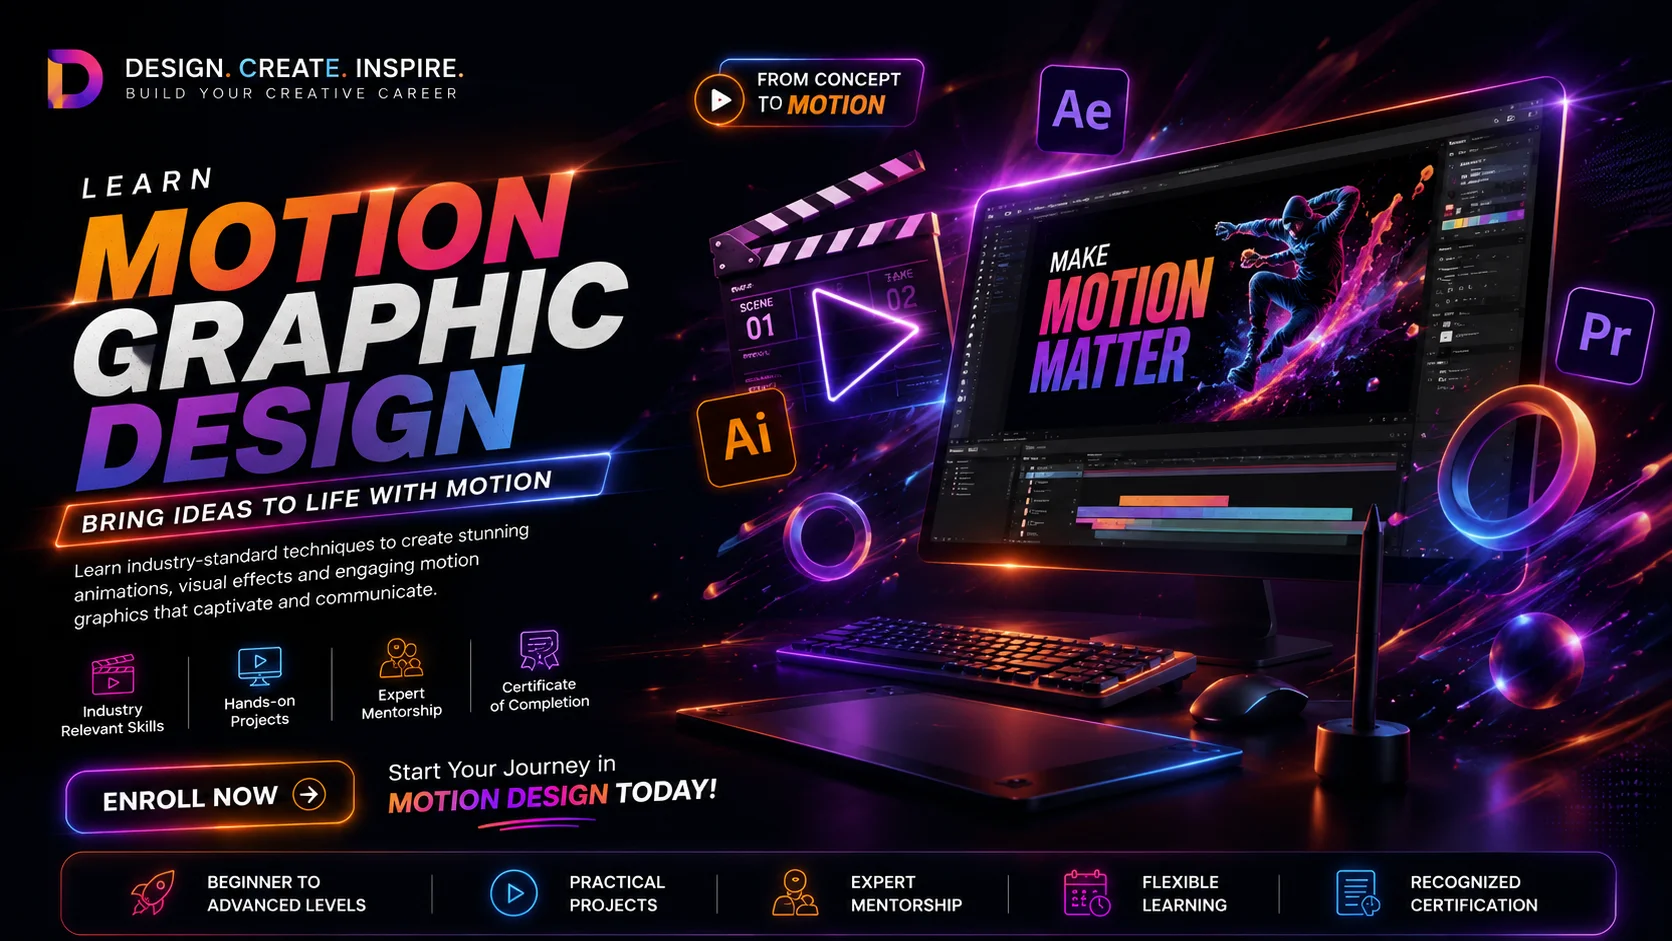 DESIGN. CREATE. INSPIRE.
BUILD YOUR CREATIVE CAREER
FROM CONCEPT
TO MOTION
Ae
LEARN
MOTION
GRAPHIC
DESIGN
BRING IDEAS TO LIFE WITH MOTION
Learn industry-standard techniques to create stunning
animations, visual effects and engaging motion
graphics that captivate and communicate.
SCENE
01
TAKE
02
MAKE
MOTION
MATTER
Pr
Ai
Industry
Relevant Skills
Hands-on
Projects
Expert
Mentorship
Certificate
of Completion
ENROLL NOW
Start Your Journey in
MOTION DESIGN TODAY!
BEGINNER TO
ADVANCED LEVELS
PRACTICAL
PROJECTS
EXPERT
MENTORSHIP
FLEXIBLE
LEARNING
RECOGNIZED
CERTIFICATION